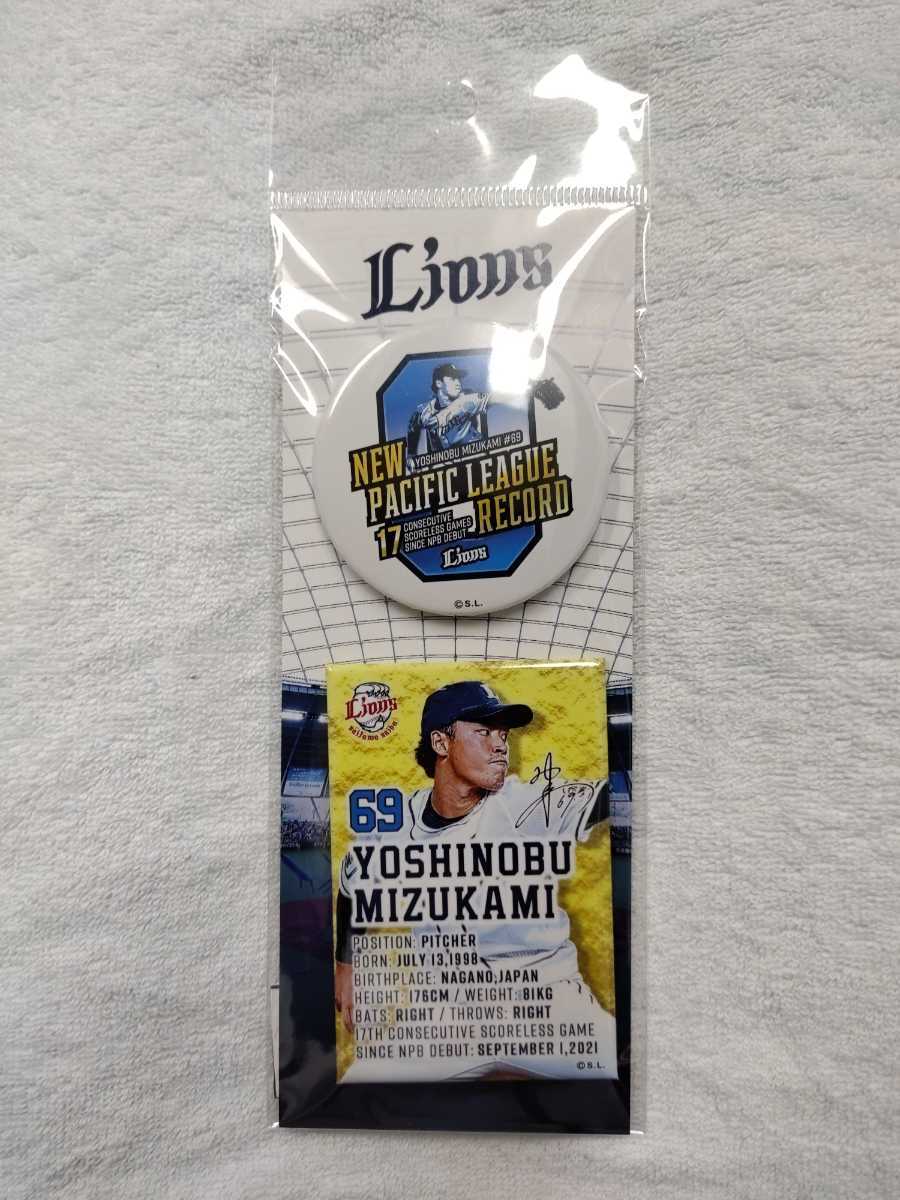 Lions
YOSHINOBU MIZUKAMI #69
NEW
PACIFIC LEAGUE
RECORD
17 CONSECUTIVE
SCORELESS GAMES
SINCE NPB DEBUT
Lions
©S.L.
Lions
saitama seibu
69
YOSHINOBU
MIZUKAMI
POSITION: PITCHER
BORN: JULY 13,1998
BIRTHPLACE: NAGANO,JAPAN
HEIGHT: 176CM / WEIGHT: 81KG
BATS: RIGHT / THROWS: RIGHT
17TH CONSECUTIVE SCORELESS GAME
SINCE NPB DEBUT: SEPTEMBER 1,2021
©S.L.